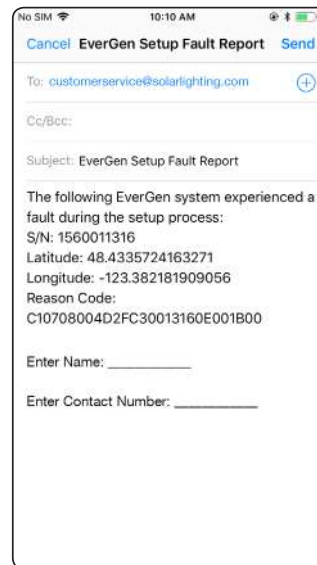 No SIM 10:10 AM
Cancel EverGen Setup Fault Report Send
To: customerservice@solarlighting.com
Cc/Bcc:
Subject: EverGen Setup Fault Report
The following EverGen system experienced a
fault during the setup process:
S/N: 1560011316
Latitude: 48.4335724163271
Longitude: -123.382181909056
Reason Code:
C10708004D2FC30013160E001B00
Enter Name: ____________
Enter Contact Number: ____________